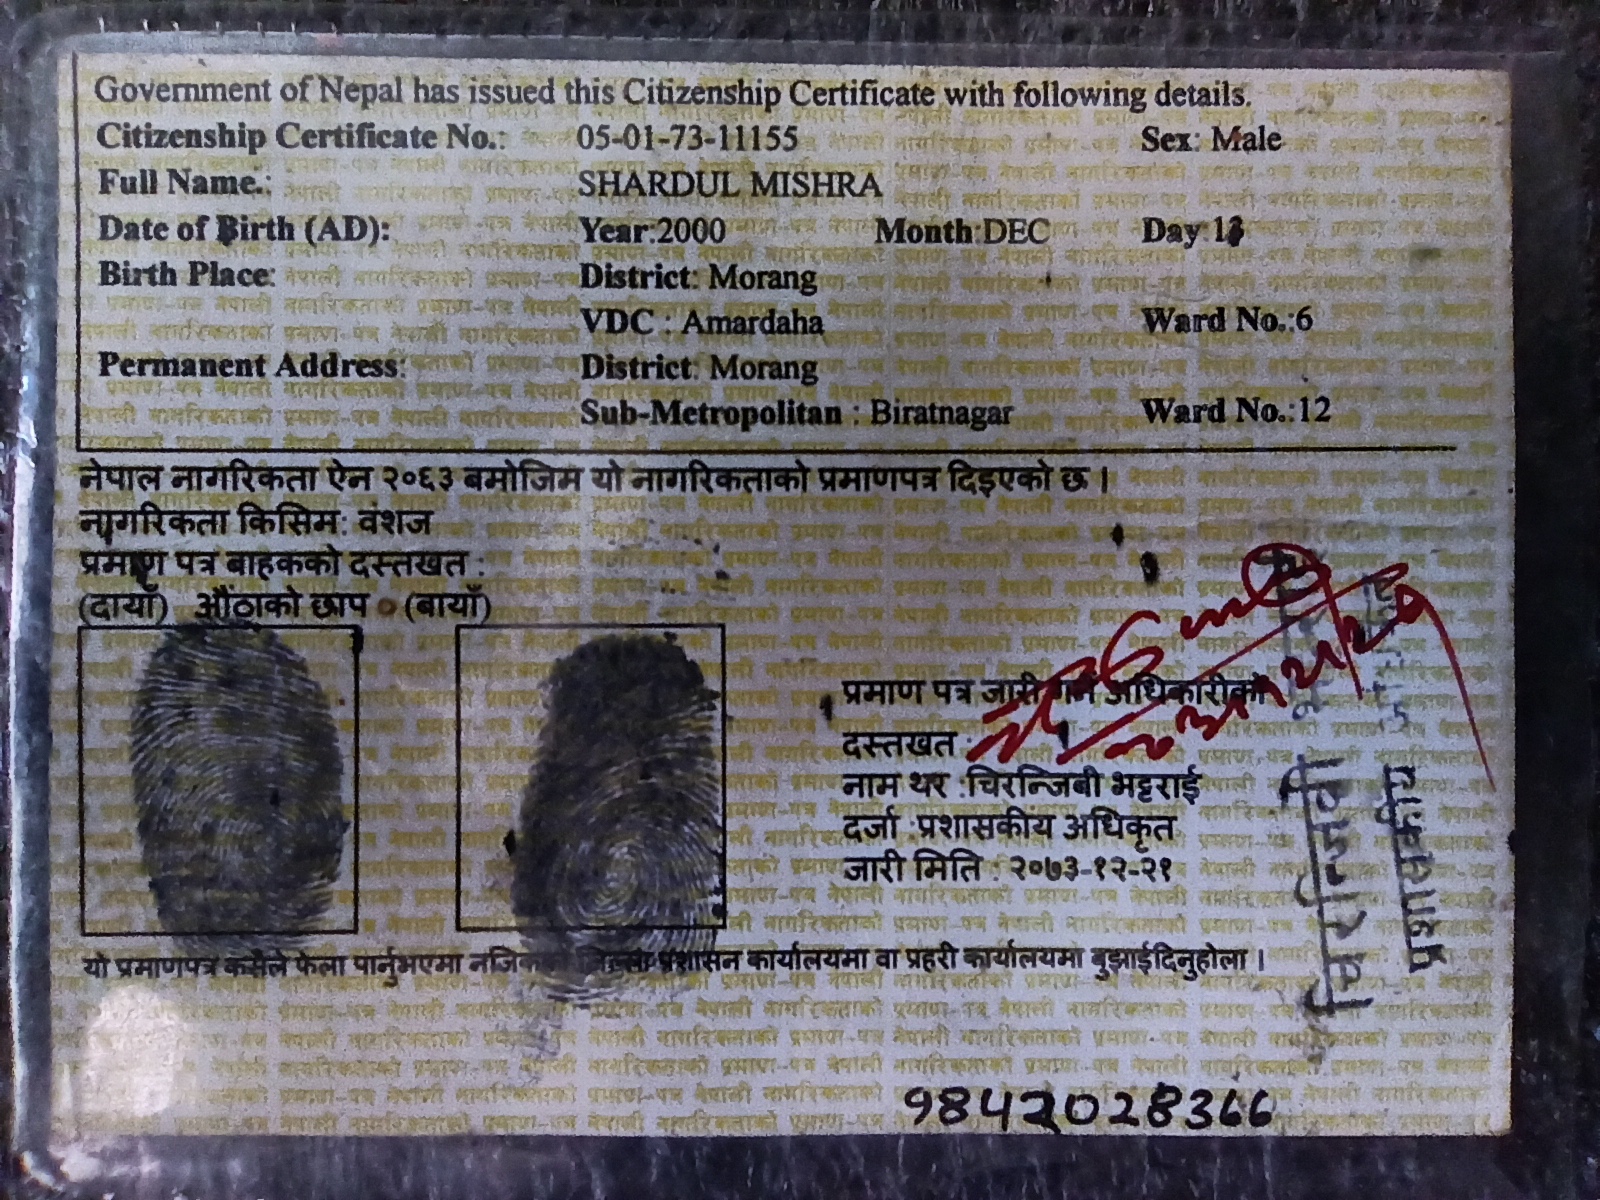 Government of Nepal has issued this Citizenship Certificate with following details.
Citizenship Certificate No.: 05-01-73-11155 Sex: Male
Full Name.: SHARDUL MISHRA
Date of Birth (AD): Year:2000 Month:DEC Day:13
Birth Place: District: Morang
VDC : Amardaha Ward No.:6
Permanent Address: District: Morang
Sub-Metropolitan : Biratnagar Ward No.:12
नेपाल नागरिकता ऐन २०६३ बमोजिम यो नागरिकताको प्रमाणपत्र दिइएको छ ।
नागरिकता किसिम: वंशज
प्रमाण पत्र बाहकको दस्तखत :
(दायाँ) औंठाको छाप (बायाँ)
प्रमाण पत्र जारी गर्ने अधिकारीको
दस्तखत :
नाम थर :चिरन्जिबी भट्टराई
दर्जा :प्रशासकीय अधिकृत
जारी मिति : २०७३-१२-२१
यो प्रमाणपत्र कसैले फेला पार्नुभएमा नजिकको जिल्ला प्रशासन कार्यालयमा वा प्रहरी कार्यालयमा बुझाईदिनुहोला ।
चिरन्जिवी
प्रशासकीय
9842028366